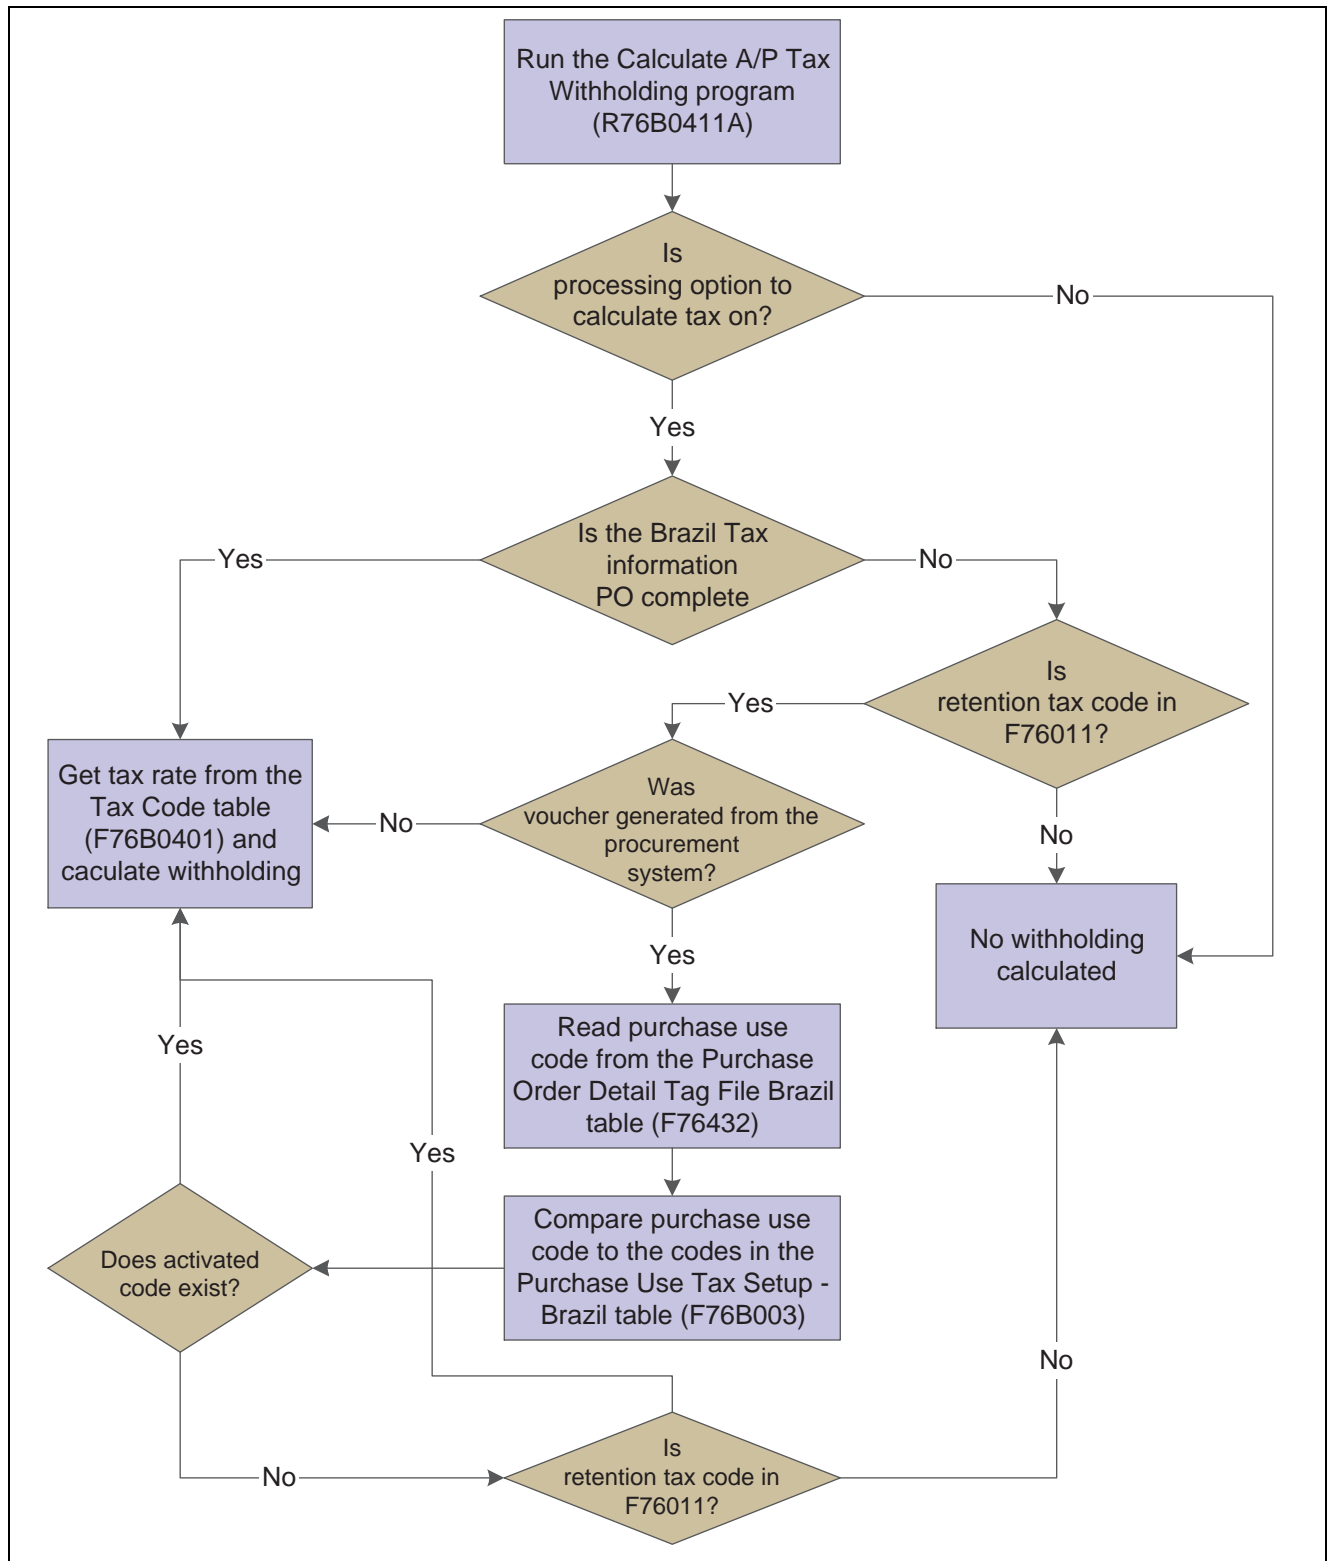 Run the Calculate A/P Tax
Withholding program
(R76B0411A)
Is
processing option to
calculate tax on?
No
Yes
Is the Brazil Tax
information
PO complete
Yes
No
Is
retention tax code in
F76011?
Yes
No
Get tax rate from the
Tax Code table
(F76B0401) and
caculate withholding
Was
voucher generated from the
procurement
system?
No
Yes
No withholding
calculated
Read purchase use
code from the Purchase
Order Detail Tag File Brazil
table (F76432)
Compare purchase use
code to the codes in the
Purchase Use Tax Setup -
Brazil table (F76B003)
Does activated
code exist?
Yes
No
Is
retention tax code in
F76011?
Yes
No